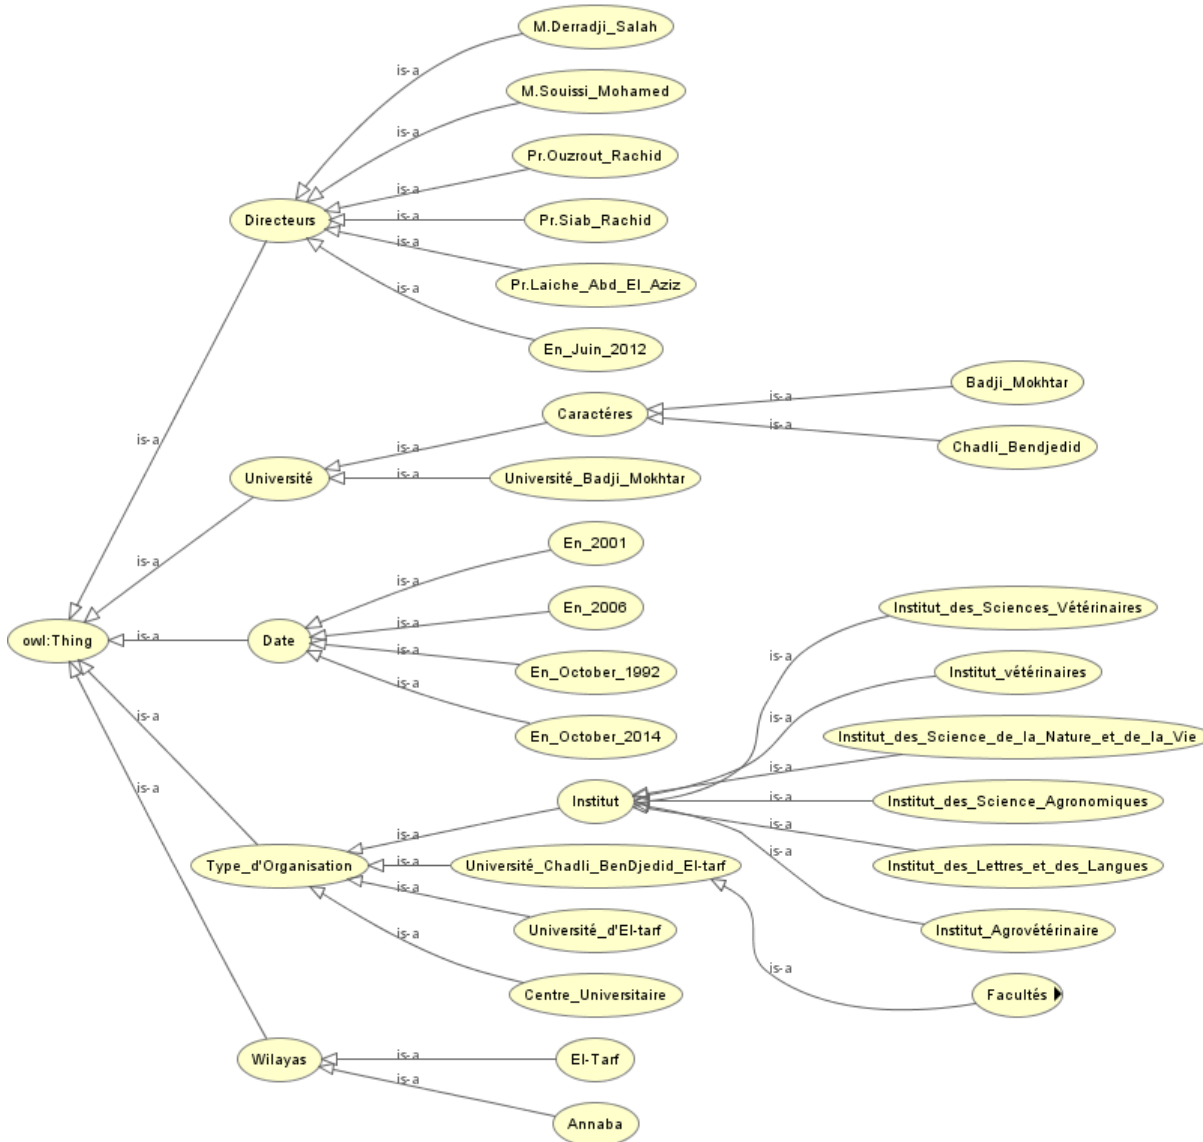 M.Derradji_Salah
is-a
M.Souissi_Mohamed
is-a
Pr.Ouzrout_Rachid
is-a
Directeurs
is-a
Pr.Siab_Rachid
is-a
Pr.Laiche_Abd_El_Aziz
is-a
En_Juin_2012
Badji_Mokhtar
is-a
Caractéres
is-a
is-a
Chadli_Bendjedid
is-a
Université
is-a
Université_Badji_Mokhtar
En_2001
is-a
is-a
En_2006
is-a
Institut_des_Sciences_Vétérinaires
owl:Thing
is-a
Date
is-a
En_October_1992
is-a
Institut_vétérinaires
is-a
is-a
is-a
En_October_2014
Institut_des_Science_de_la_Nature_et_de_la_Vie
is-a
is-a
Institut
is-a
Institut_des_Science_Agronomiques
is-a
is-a
Type_d'Organisation
is-a
Université_Chadli_BenDjedid_El-tarf
is-a
Institut_des_Lettres_et_des_Langues
is-a
Université_d'El-tarf
Institut_Agrovétérinaire
is-a
is-a
Centre_Universitaire
Facultés
Wilayas
is-a
El-Tarf
is-a
Annaba